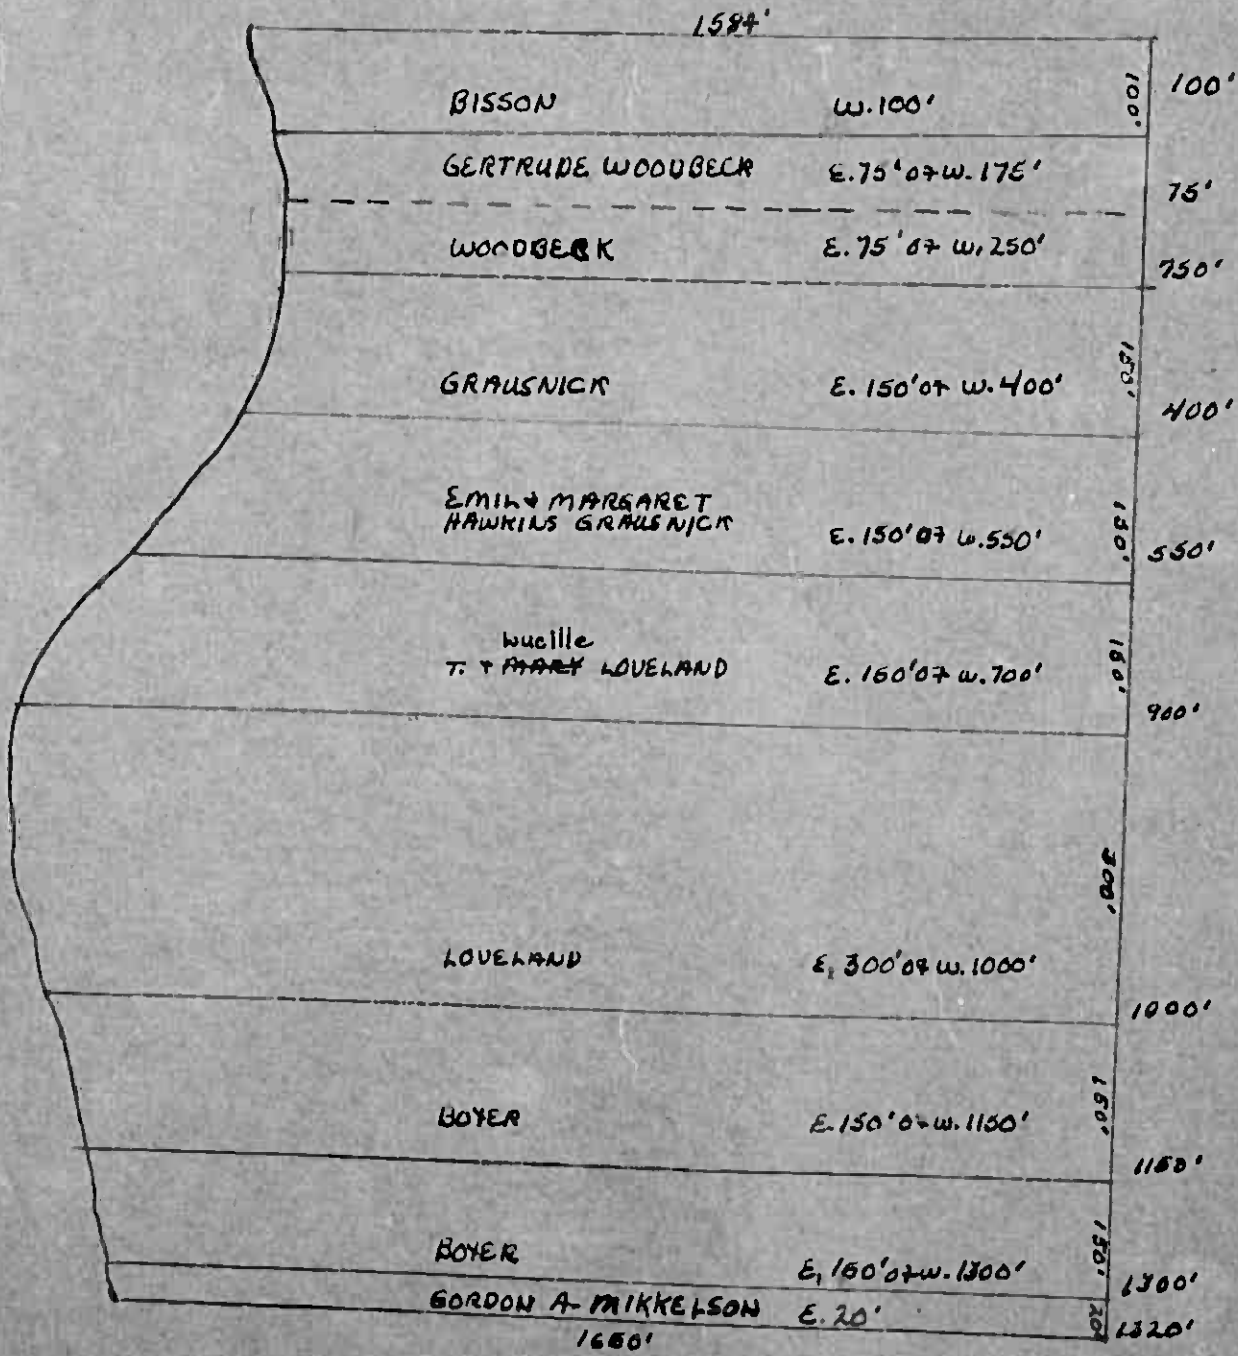 1584'
BISSON W. 100' 100' 100'
GERTRUDE WOODBECK E. 75' of W. 175' 75'
WOODBECK E. 75' of W. 250' 750'
GRAUSNICK E. 150' of W. 400' 150' 400'
EMIL & MARGARET
HAWKINS GRAUSNICK E. 150' of W. 550' 150' 550'
Lucille
T. & MARY LOVELAND E. 150' of W. 700' 150' 900'
300'
LOVELAND E. 300' of W. 1000' 1000'
BOYER E. 150' of W. 1150' 150' 1150'
BOYER E. 150' of W. 1300' 150' 1300'
GORDON A. MIKKELSON E. 20' 20' 1320'
1650'